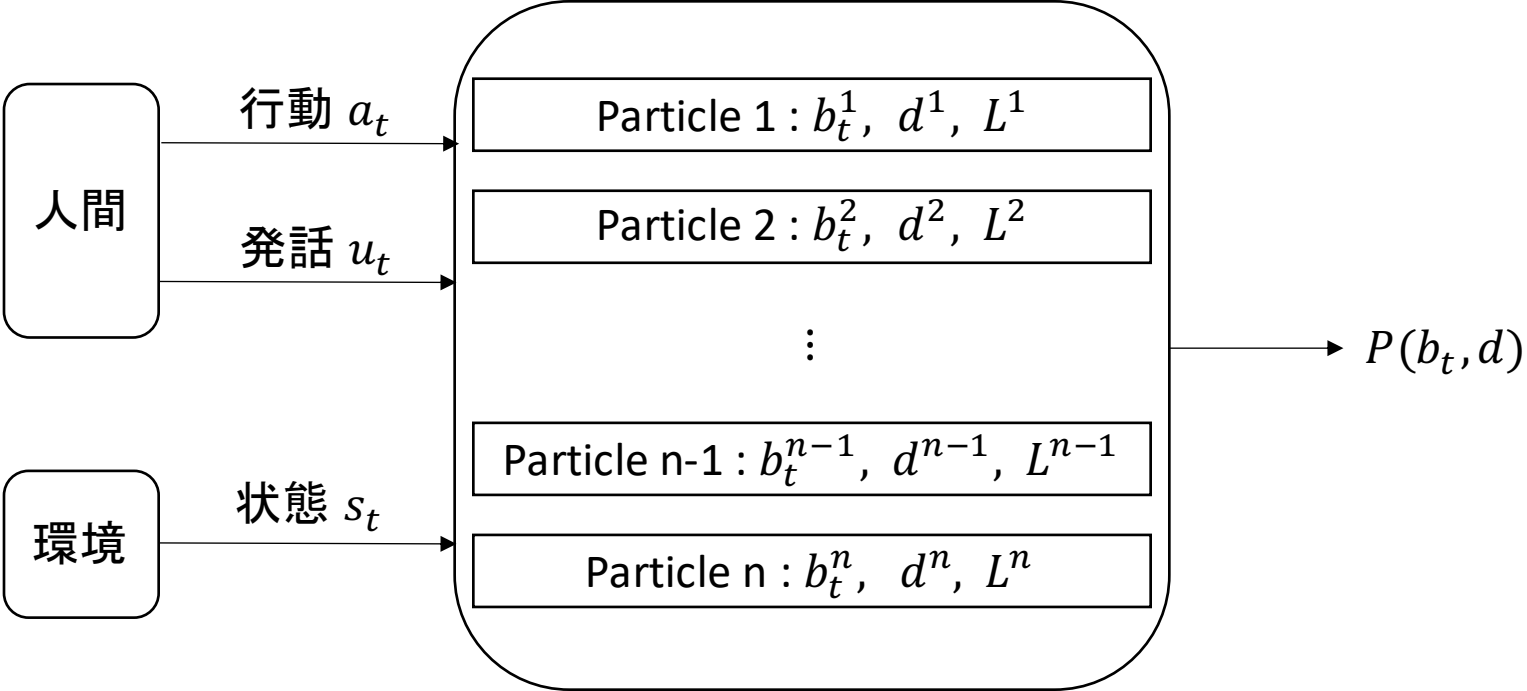 人間
行動 a_t
発話 u_t
環境
状態 s_t
Particle 1 : b_t^1, d^1, L^1
Particle 2 : b_t^2, d^2, L^2
⋮
Particle n-1 : b_t^{n-1}, d^{n-1}, L^{n-1}
Particle n : b_t^n, d^n, L^n
P(b_t, d)